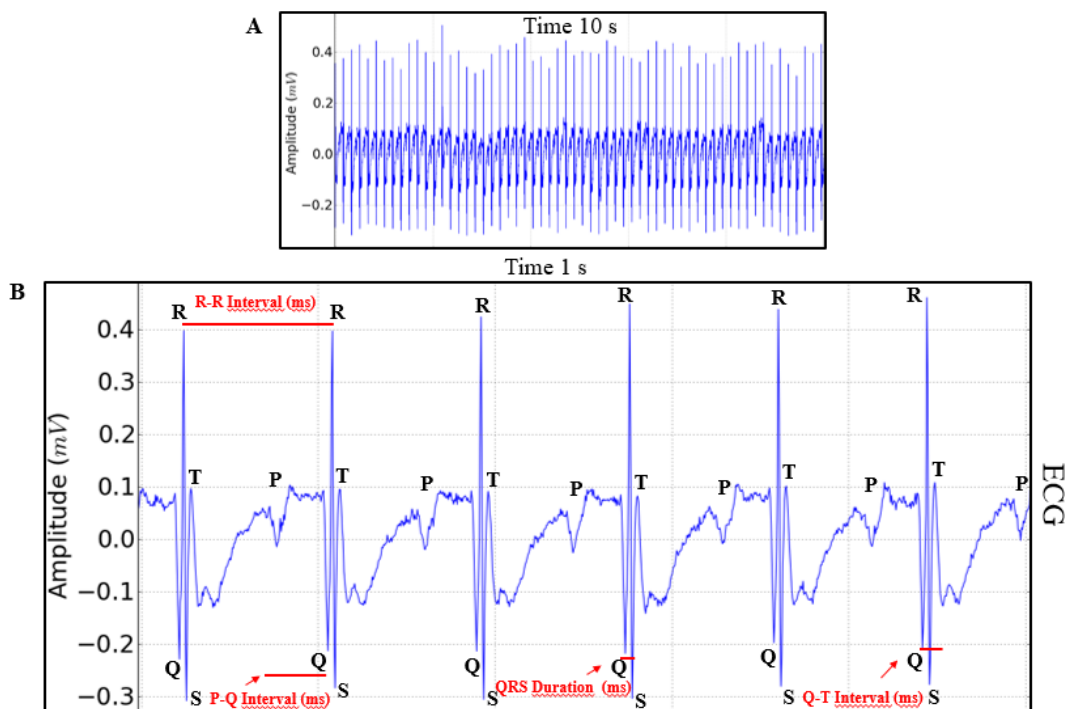 A
Time 10 s
Amplitude (mV)
0.4
0.2
0.0
−0.2
Time 1 s
B
R-R Interval (ms)
R R R R R R
Amplitude (mV)
0.4
0.3
0.2
0.1
0.0
−0.1
−0.2
−0.3
T P T P T P T P T P T P
Q Q Q Q Q Q
S S S S S S
P-Q Interval (ms)
QRS Duration (ms)
Q-T Interval (ms)
ECG